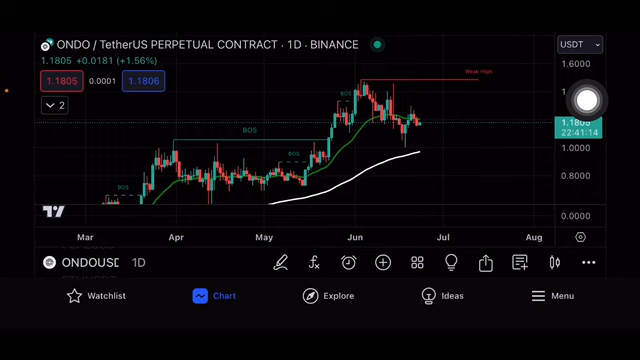 ONDO / TetherUS PERPETUAL CONTRACT · 1D · BINANCE
USDT
1.1805 +0.0181 (+1.56%)
1.1805 0.0001 1.1806
2
Weak High
1.6000
BOS
1.1805
22:41:14
BOS
1.0000
BOS
0.8000
BOS
0.0000
Mar Apr May Jun Jul Aug
ONDOUSD 1D
Watchlist Chart Explore Ideas Menu